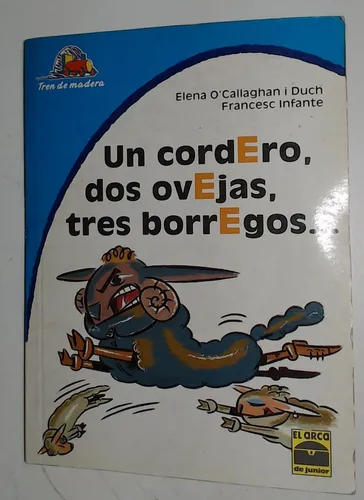 Tren de madera
Elena O'Callaghan i Duch
Francesc Infante
Un cordEro,
dos ovEjas,
tres borrEgos...
EL ARCA
de junior